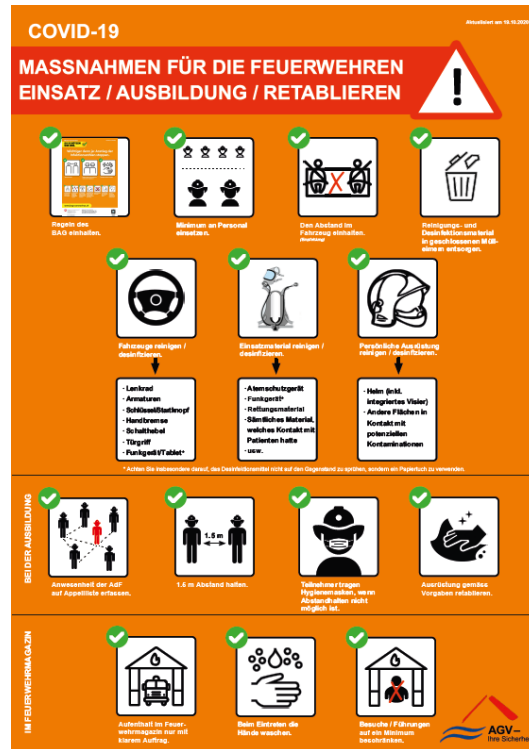 Aktualisiert am 19.10.2020
COVID-19
MASSNAHMEN FÜR DIE FEUERWEHREN
EINSATZ / AUSBILDUNG / RETABLIEREN
Regeln des
BAG einhalten.
Minimum an Personal
einsetzen.
Den Abstand im
Fahrzeug einhalten.
(Empfehlung)
Reinigungs- und
Desinfektionsmaterial
in geschlossenen Müll-
eimern entsorgen.
Fahrzeuge reinigen /
desinfizieren.
Einsatzmaterial reinigen /
desinfizieren.
Persönliche Ausrüstung
reinigen / desinfizieren.
- Lenkrad
- Armaturen
- Schlüssel/Startknopf
- Handbremse
- Schalthebel
- Türgriff
- Funkgerät/Tablet*
- Atemschutzgerät
- Funkgerät*
- Rettungsmaterial
- Sämtliches Material,
welches Kontakt mit
Patienten hatte
- usw.
- Helm (inkl.
integriertes Visier)
- Andere Flächen in
Kontakt mit
potenziellen
Kontaminationen
* Achten Sie insbesondere darauf, das Desinfektionsmittel nicht auf den Gegenstand zu sprühen, sondern ein Papiertuch zu verwenden.
BEI DER AUSBILDUNG
1.5 m
Anwesenheit der AdF
auf Appellliste erfassen.
1.5 m Abstand halten.
Teilnehmer tragen
Hygienemasken, wenn
Abstandhalten nicht
möglich ist.
Ausrüstung gemäss
Vorgaben retablieren.
IM FEUERWEHRMAGAZIN
Aufenthalt im Feuer-
wehrmagazin nur mit
klarem Auftrag.
Beim Eintreten die
Hände waschen.
Besuche / Führungen
auf ein Minimum
beschränken.
AGV–
Ihre Sicherhe